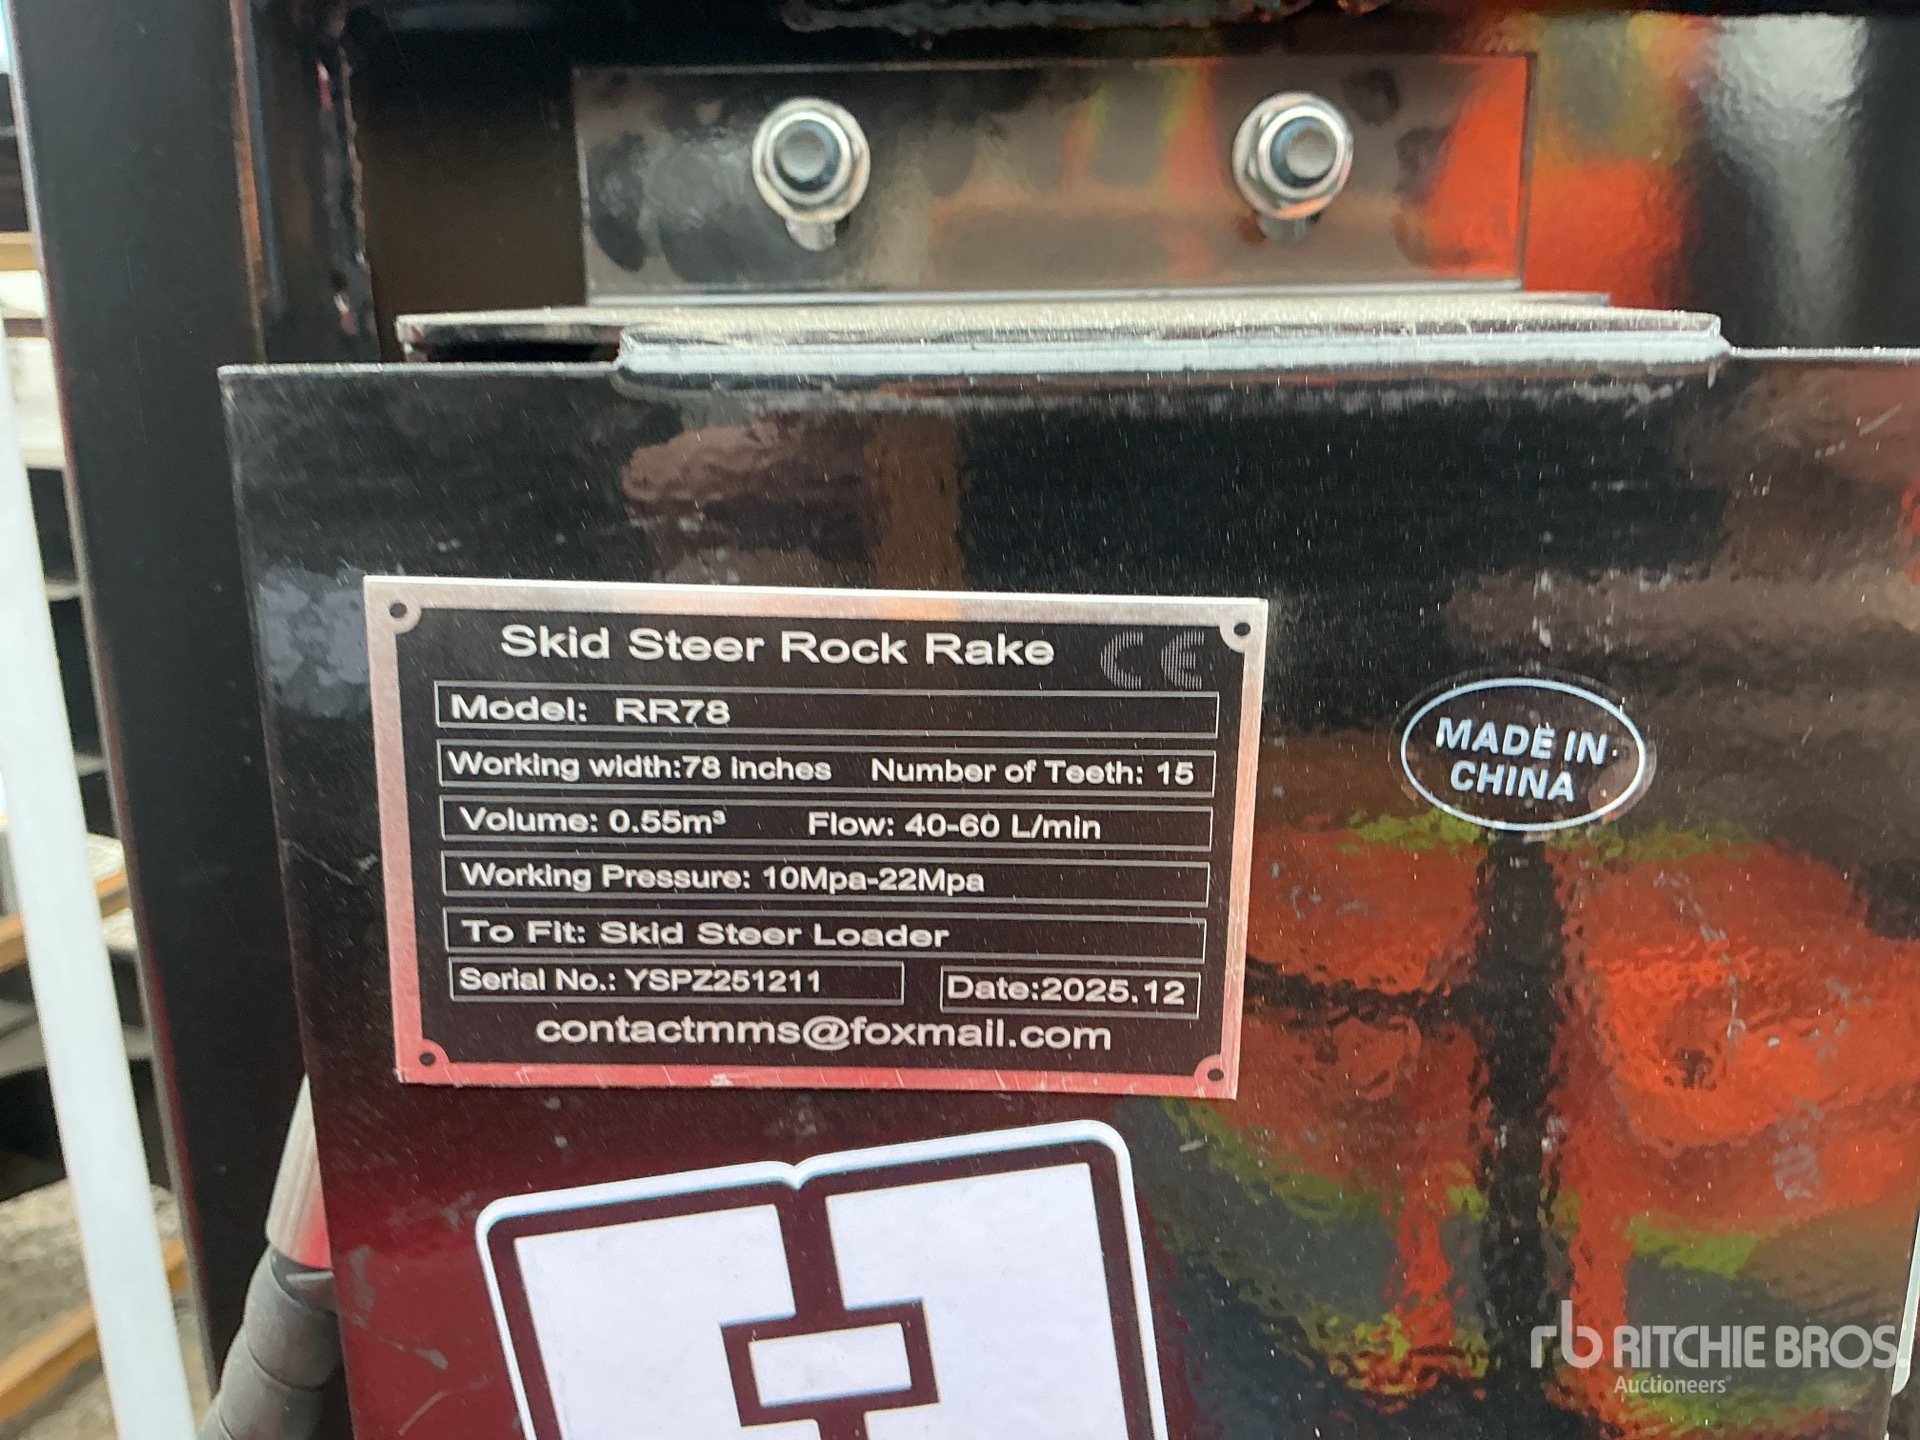 Skid Steer Rock Rake CE
Model: RR78
Working width:78 inches Number of Teeth: 15
Volume: 0.55m³ Flow: 40-60 L/min
Working Pressure: 10Mpa-22Mpa
To Fit: Skid Steer Loader
Serial No.: YSPZ251211 Date:2025.12
contactmms@foxmail.com
MADE IN
CHINA
rb RITCHIE BROS.
Auctioneers